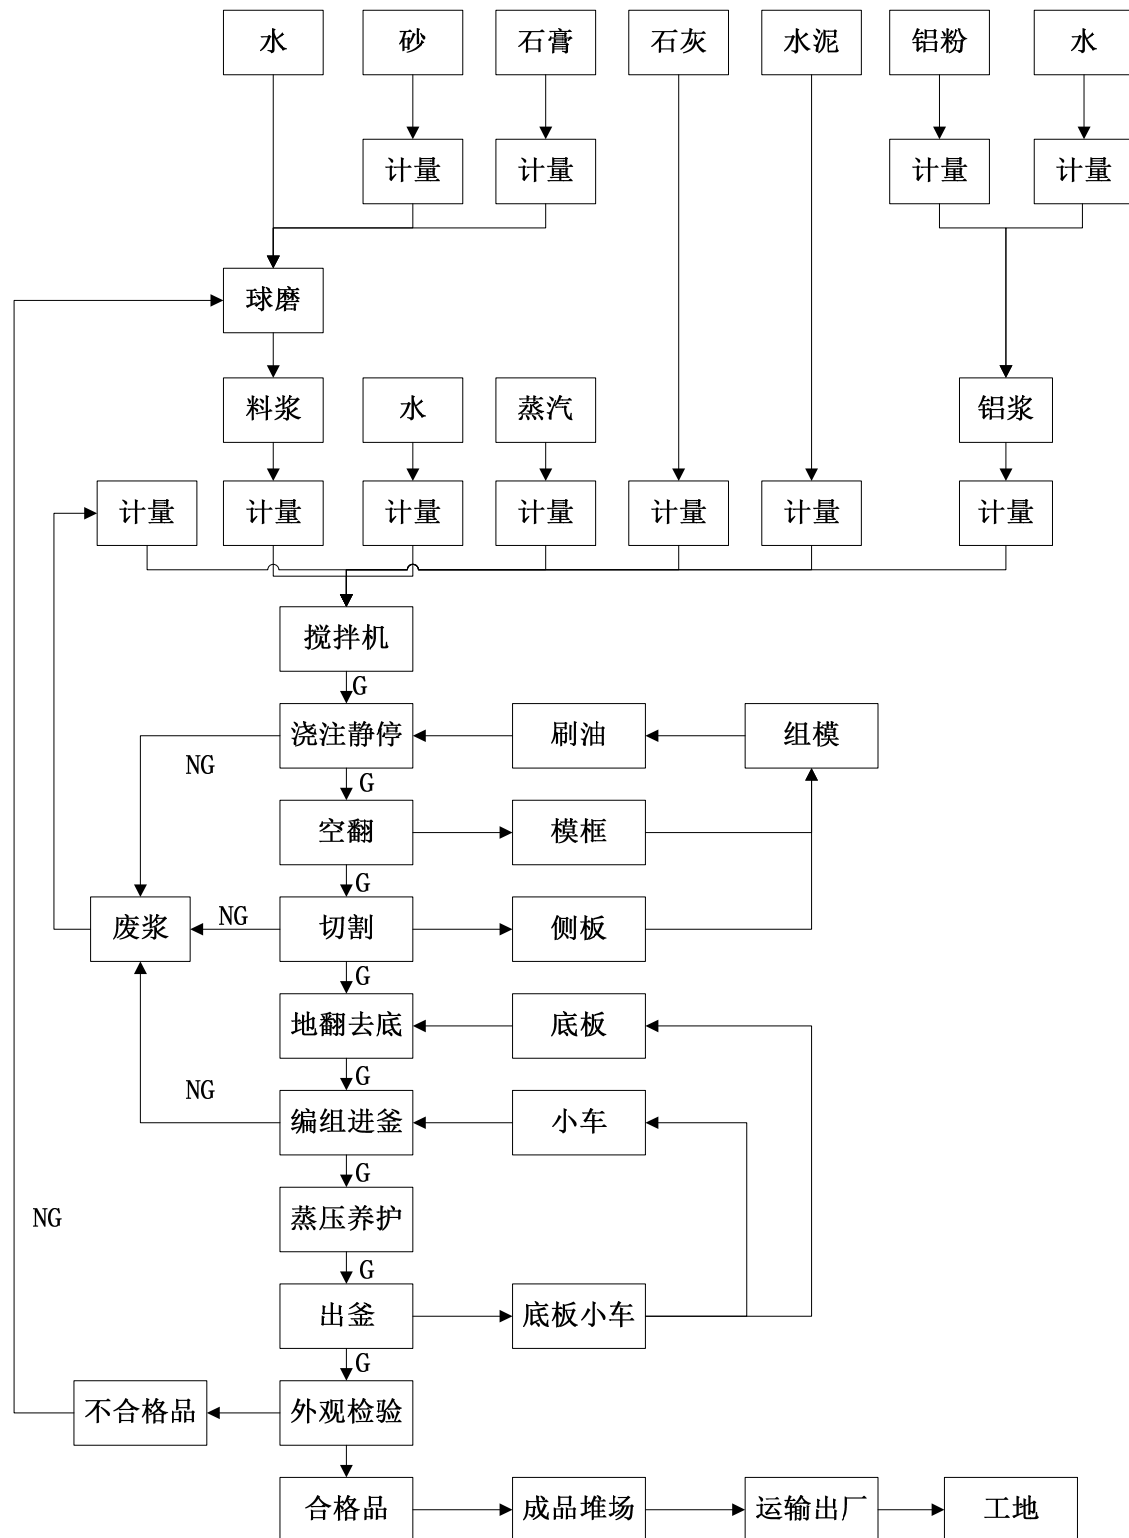 水 砂 石膏 石灰 水泥 铝粉 水
计量 计量 计量 计量
球磨
料浆 水 蒸汽 铝浆
计量 计量 计量 计量 计量 计量 计量
搅拌机
G
浇注静停 刷油 组模
NG G
空翻 模框
G
废浆 NG 切割 侧板
G
地翻去底 底板
NG G
编组进釜 小车
G
NG 蒸压养护
G
出釜 底板小车
G
不合格品 外观检验
合格品 成品堆场 运输出厂 工地